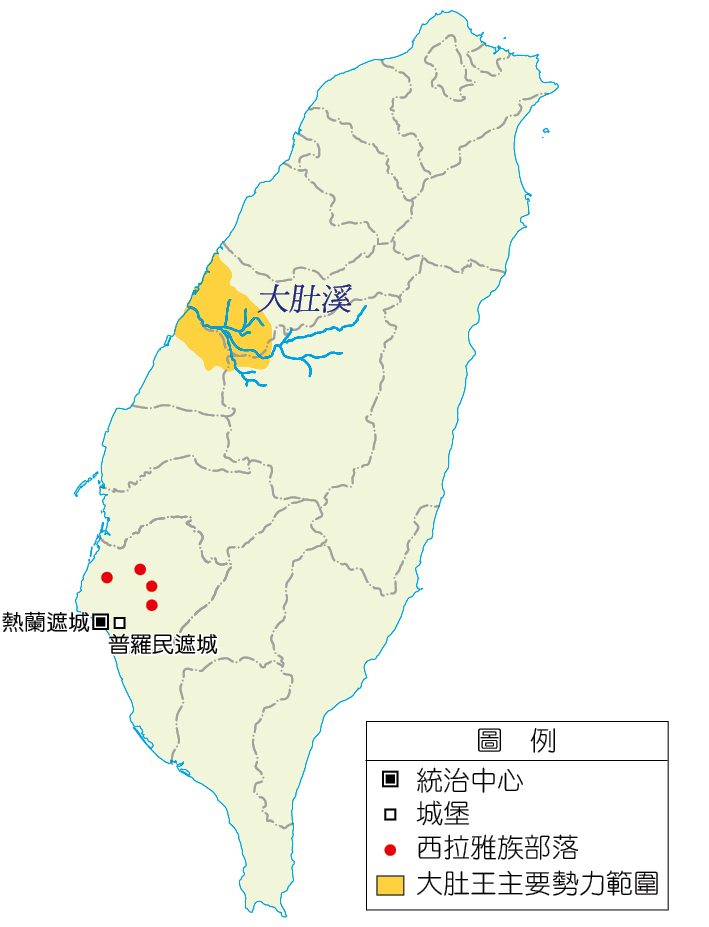 大肚溪
熱蘭遮城
普羅民遮城
圖 例
統治中心
城堡
西拉雅族部落
大肚王主要勢力範圍